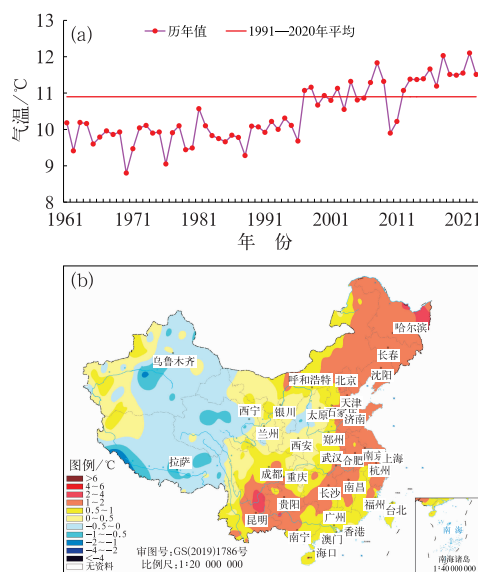 (a)
历年值
1991—2020年平均
气温/℃
13
12
11
10
9
8
1961
1971
1981
1991
2001
2011
2021
年 份
(b)
哈尔滨
长春
沈阳
乌鲁木齐
呼和浩特
北京
天津
太原
石家庄
济南
西宁
银川
兰州
西安
郑州
拉萨
成都
重庆
武汉
合肥
南京
上海
杭州
长沙
南昌
贵阳
昆明
福州
台北
广州
南宁
香港
澳门
海口
图例/℃
>6
4~6
2~4
1~2
0.5~1
0~0.5
-0.5~0
-1~-0.5
-2~-1
-4~-2
<-4
无资料
审图号:GS(2019)1786号
比例尺:1:20 000 000
南 海
南海诸岛
1:40 000 000